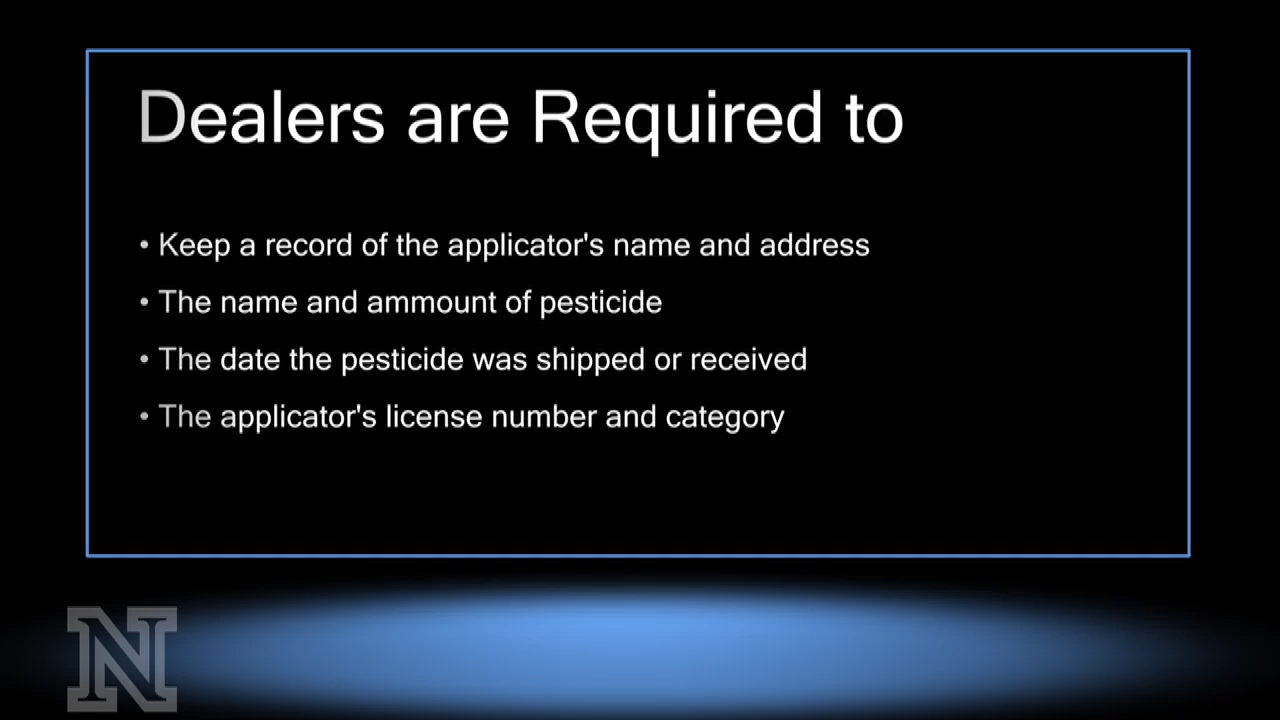 Dealers are Required to
• Keep a record of the applicator's name and address
• The name and ammount of pesticide
• The date the pesticide was shipped or received
• The applicator's license number and category
N